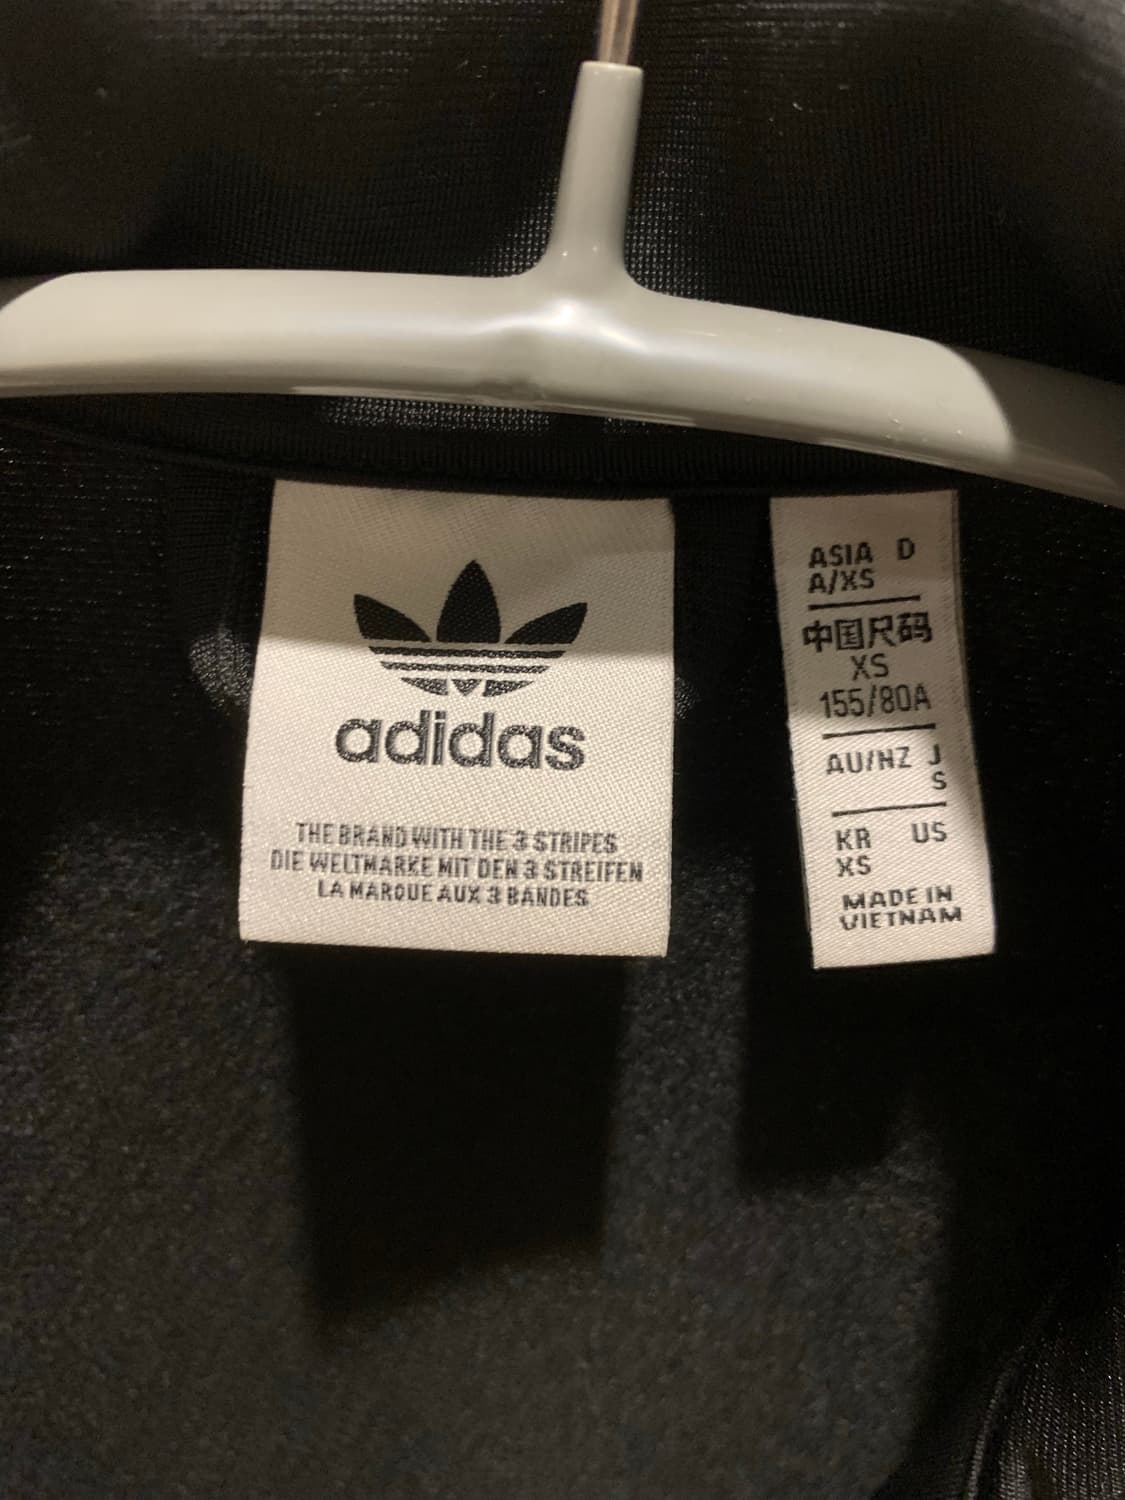 adidas
THE BRAND WITH THE 3 STRIPES
DIE WELTMARKE MIT DEN 3 STREIFEN
LA MARQUE AUX 3 BANDES
ASIA D
A/XS
中国尺码
XS
155/80A
AU/NZ J
S
KR US
XS
MADE IN
VIETNAM